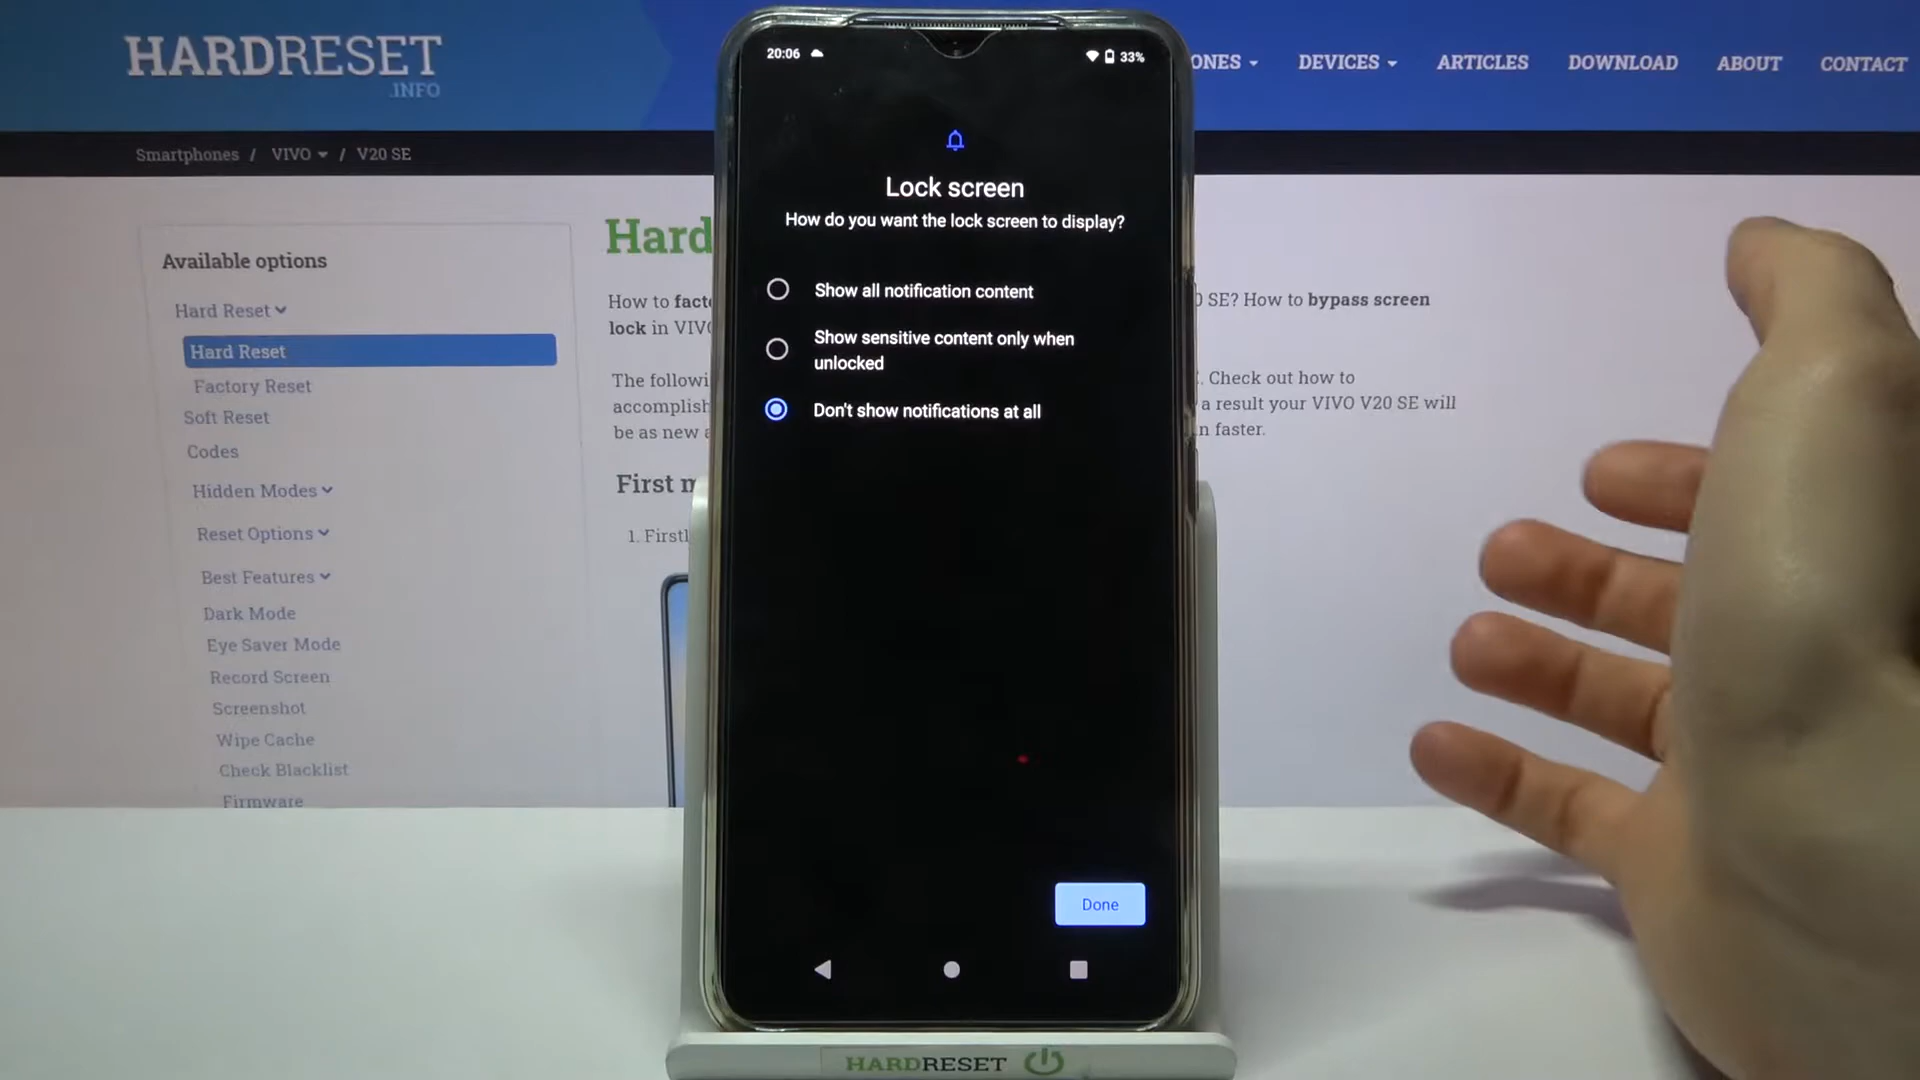 HARDRESET
.INFO
ONES
DEVICES
ARTICLES
DOWNLOAD
ABOUT
CONTACT
Smartphones / VIVO / V20 SE
Available options
Hard Reset
Hard Reset
Factory Reset
Soft Reset
Codes
Hidden Modes
Reset Options
Best Features
Dark Mode
Eye Saver Mode
Record Screen
Screenshot
Wipe Cache
Check Blacklist
Firmware
Hard
How to
SE? How to bypass screen
lock in
The
Check out how to
a result your VIVO V20 SE will
be as new
faster.
First
1.
20:06
33%
Lock screen
How do you want the lock screen to display?
Show all notification content
Show sensitive content only when
unlocked
Don't show notifications at all
Done
HARDRESET